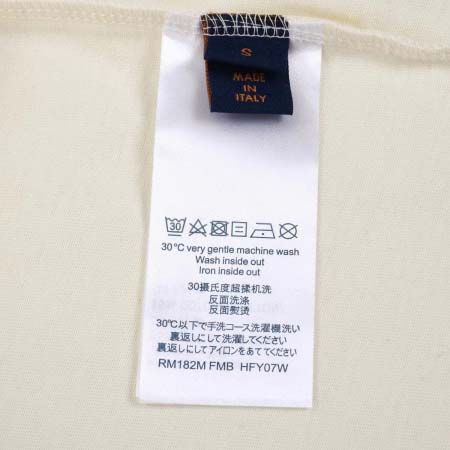 S
MADE
IN
ITALY
30
30°C very gentle machine wash
Wash inside out
Iron inside out
30摄氏度超揉机洗
反面洗涤
反面熨烫
30℃以下で手洗コース洗濯機洗い
裏返しにして洗濯してください
裏返しにしてアイロンをあててください
RM182M FMB HFY07W